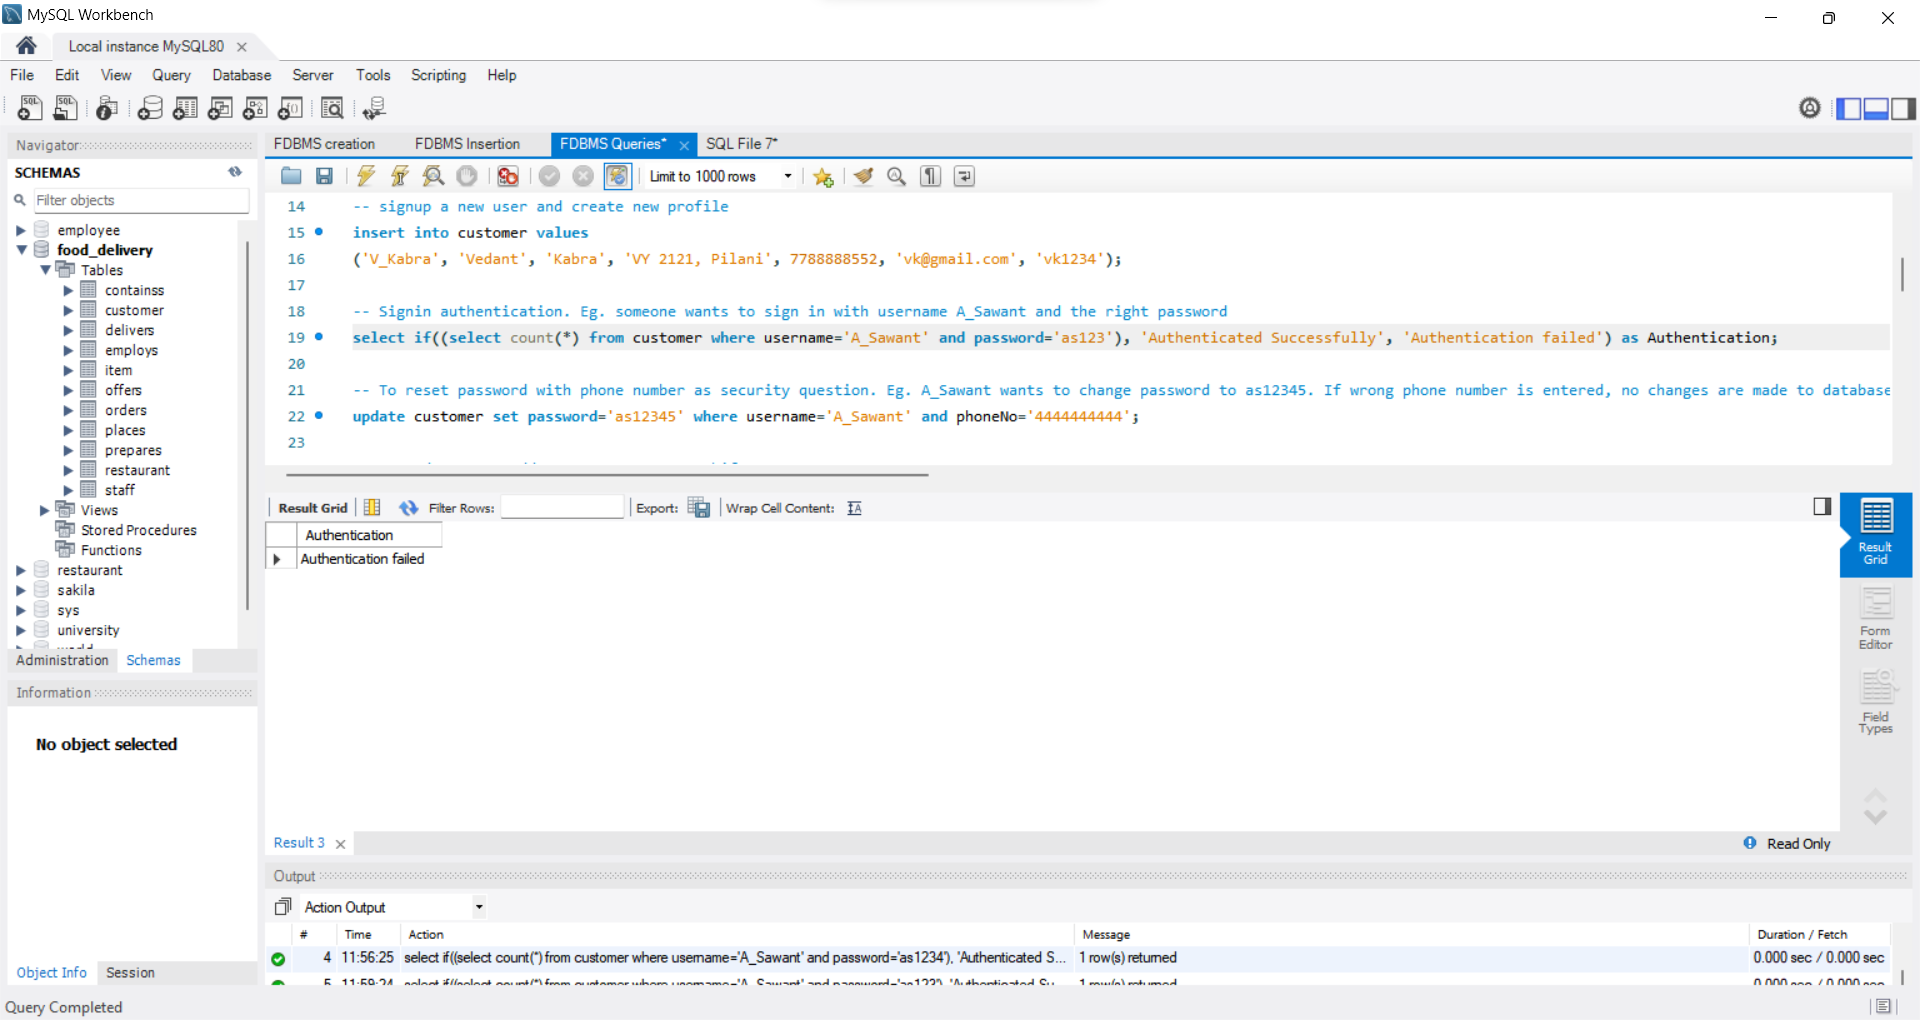 MySQL Workbench
Local instance MySQL80
File Edit View Query Database Server Tools Scripting Help
Navigator
SCHEMAS
Filter objects
employee
food_delivery
Tables
containss
customer
delivers
employs
item
offers
orders
places
prepares
restaurant
staff
Views
Stored Procedures
Functions
restaurant
sakila
sys
university
Administration Schemas
Information
No object selected
Object Info Session
FDBMS creation FDBMS Insertion FDBMS Queries* SQL File 7*
Limit to 1000 rows
14 -- signup a new user and create new profile
15 insert into customer values
16 ('V_Kabra', 'Vedant', 'Kabra', 'VY 2121, Pilani', 7788888552, 'vk@gmail.com', 'vk1234');
17
18 -- Signin authentication. Eg. someone wants to sign in with username A_Sawant and the right password
19 select if((select count(*) from customer where username='A_Sawant' and password='as123'), 'Authenticated Successfully', 'Authentication failed') as Authentication;
20
21 -- To reset password with phone number as security question. Eg. A_Sawant wants to change password to as12345. If wrong phone number is entered, no changes are made to database
22 update customer set password='as12345' where username='A_Sawant' and phoneNo='4444444444';
23
Result Grid Filter Rows: Export: Wrap Cell Content:
Authentication
Authentication failed
Result Grid
Form Editor
Field Types
Result 3 Read Only
Output
Action Output
# Time Action Message Duration / Fetch
4 11:56:25 select if((select count(*) from customer where username='A_Sawant' and password='as1234'), 'Authenticated S... 1 row(s) returned 0.000 sec / 0.000 sec
Query Completed